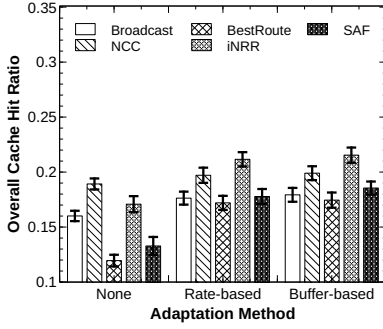 0.35
0.3
0.25
0.2
0.15
0.1
Overall Cache Hit Ratio
Broadcast BestRoute SAF
NCC iNRR
None Rate-based Buffer-based
Adaptation Method